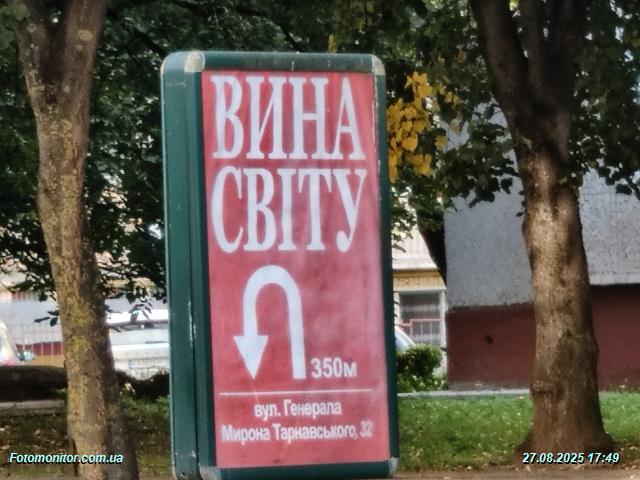 ВИНА
СВІТУ
350м
вул. Генерала
Мирона Тарнавського, 32
Fotomonitor.com.ua
27.08.2025 17:49